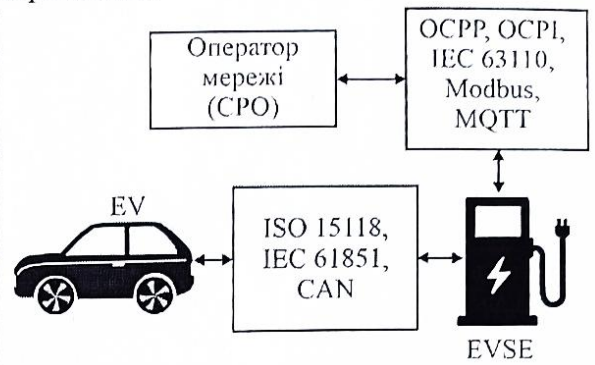 Оператор
мережі
(CPO)
OCPP, OCPI,
IEC 63110,
Modbus,
MQTT
EV
ISO 15118,
IEC 61851,
CAN
EVSE